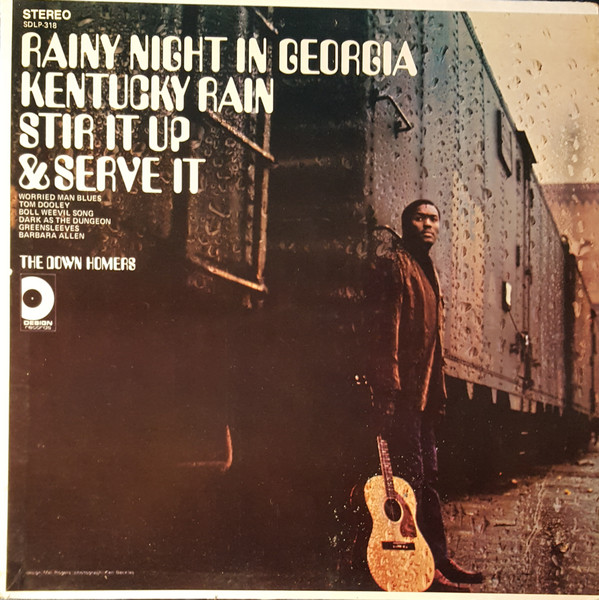 STEREO
SDLP-318
RAINY NIGHT IN GEORGIA
KENTUCKY RAIN
STIR IT UP
& SERVE IT
WORRIED MAN BLUES
TOM DOOLEY
BOLL WEEVIL SONG
DARK AS THE DUNGEON
GREENSLEEVES
BARBARA ALLEN
THE DOWN HOMERS
DESIGN
records